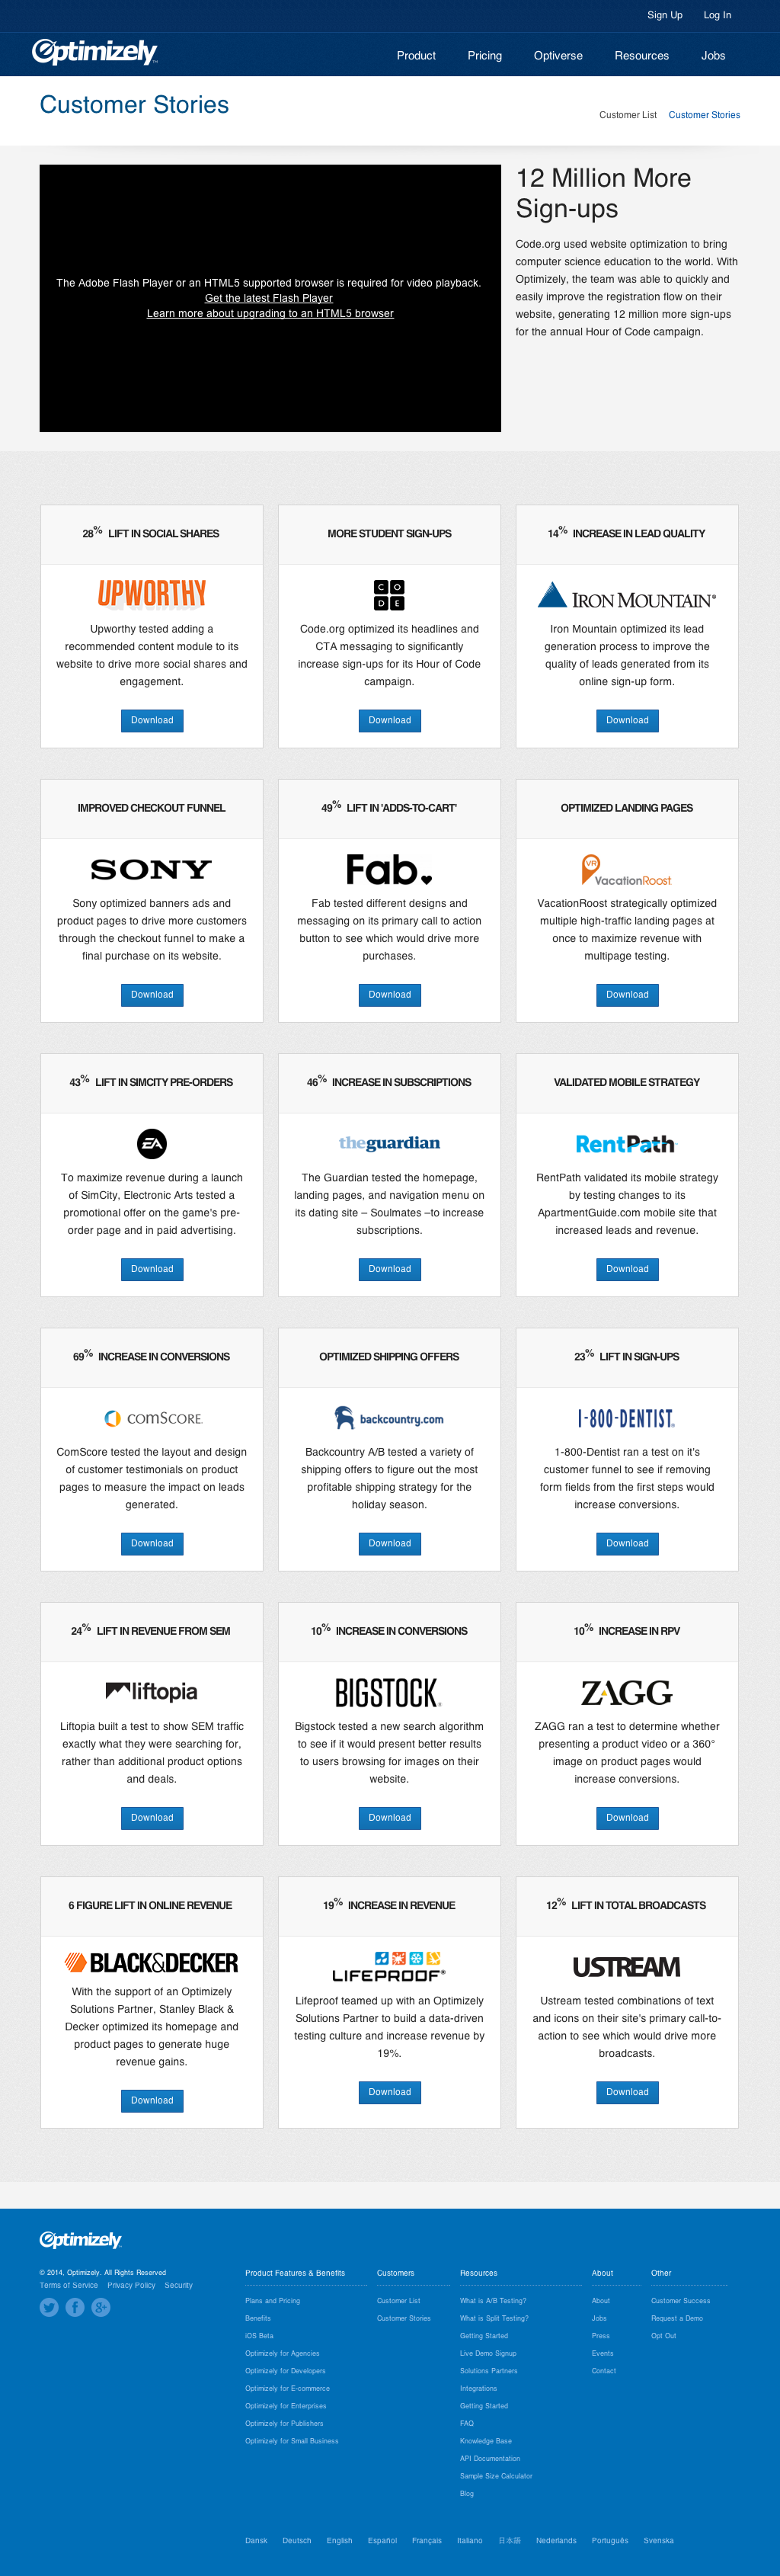 Sign Up Log In
Optimizely
Product Pricing Optiverse Resources Jobs
Customer Stories
Customer List Customer Stories
The Adobe Flash Player or an HTML5 supported browser is required for video playback.
Get the latest Flash Player
Learn more about upgrading to an HTML5 browser
12 Million More
Sign-ups
Code.org used website optimization to bring
computer science education to the world. With
Optimizely, the team was able to quickly and
easily improve the registration flow on their
website, generating 12 million more sign-ups
for the annual Hour of Code campaign.
28% LIFT IN SOCIAL SHARES
UPWORTHY
Upworthy tested adding a
recommended content module to its
website to drive more social shares and
engagement.
Download
MORE STUDENT SIGN-UPS
C O
D E
Code.org optimized its headlines and
CTA messaging to significantly
increase sign-ups for its Hour of Code
campaign.
Download
14% INCREASE IN LEAD QUALITY
IRON MOUNTAIN®
Iron Mountain optimized its lead
generation process to improve the
quality of leads generated from its
online sign-up form.
Download
IMPROVED CHECKOUT FUNNEL
SONY
Sony optimized banners ads and
product pages to drive more customers
through the checkout funnel to make a
final purchase on its website.
Download
49% LIFT IN 'ADDS-TO-CART'
Fab.
Fab tested different designs and
messaging on its primary call to action
button to see which would drive more
purchases.
Download
OPTIMIZED LANDING PAGES
VR
VacationRoost
VacationRoost strategically optimized
multiple high-traffic landing pages at
once to maximize revenue with
multipage testing.
Download
43% LIFT IN SIMCITY PRE-ORDERS
EA
To maximize revenue during a launch
of SimCity, Electronic Arts tested a
promotional offer on the game's pre-
order page and in paid advertising.
Download
46% INCREASE IN SUBSCRIPTIONS
theguardian
The Guardian tested the homepage,
landing pages, and navigation menu on
its dating site – Soulmates –to increase
subscriptions.
Download
VALIDATED MOBILE STRATEGY
RentPath
RentPath validated its mobile strategy
by testing changes to its
ApartmentGuide.com mobile site that
increased leads and revenue.
Download
69% INCREASE IN CONVERSIONS
comSCORE.
ComScore tested the layout and design
of customer testimonials on product
pages to measure the impact on leads
generated.
Download
OPTIMIZED SHIPPING OFFERS
backcountry.com
Backcountry A/B tested a variety of
shipping offers to figure out the most
profitable shipping strategy for the
holiday season.
Download
23% LIFT IN SIGN-UPS
1-800-DENTIST®
1-800-Dentist ran a test on it's
customer funnel to see if removing
form fields from the first steps would
increase conversions.
Download
24% LIFT IN REVENUE FROM SEM
liftopia
Liftopia built a test to show SEM traffic
exactly what they were searching for,
rather than additional product options
and deals.
Download
10% INCREASE IN CONVERSIONS
BIGSTOCK®
Bigstock tested a new search algorithm
to see if it would present better results
to users browsing for images on their
website.
Download
10% INCREASE IN RPV
ZAGG
ZAGG ran a test to determine whether
presenting a product video or a 360°
image on product pages would
increase conversions.
Download
6 FIGURE LIFT IN ONLINE REVENUE
BLACK&DECKER
With the support of an Optimizely
Solutions Partner, Stanley Black &
Decker optimized its homepage and
product pages to generate huge
revenue gains.
Download
19% INCREASE IN REVENUE
LIFEPROOF®
Lifeproof teamed up with an Optimizely
Solutions Partner to build a data-driven
testing culture and increase revenue by
19%.
Download
12% LIFT IN TOTAL BROADCASTS
USTREAM
Ustream tested combinations of text
and icons on their site's primary call-to-
action to see which would drive more
broadcasts.
Download
Optimizely
© 2014, Optimizely. All Rights Reserved
Terms of Service Privacy Policy Security
Product Features & Benefits
Plans and Pricing
Benefits
iOS Beta
Optimizely for Agencies
Optimizely for Developers
Optimizely for E-commerce
Optimizely for Enterprises
Optimizely for Publishers
Optimizely for Small Business
Customers
Customer List
Customer Stories
Resources
What is A/B Testing?
What is Split Testing?
Getting Started
Live Demo Signup
Solutions Partners
Integrations
Getting Started
FAQ
Knowledge Base
API Documentation
Sample Size Calculator
Blog
About
About
Jobs
Press
Events
Contact
Other
Customer Success
Request a Demo
Opt Out
Dansk Deutsch English Español Français Italiano 日本語 Nederlands Português Svenska